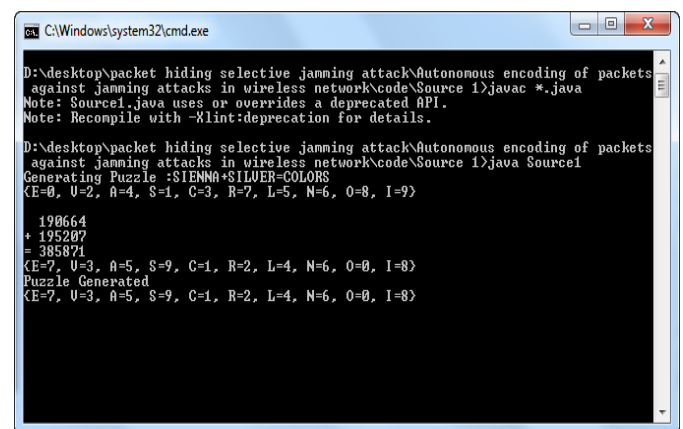 C:\Windows\system32\cmd.exe
D:\desktop\packet hiding selective jamming attack\Autonomous encoding of packets
against jamming attacks in wireless network\code\Source 1>javac *.java
Note: Source1.java uses or overrides a deprecated API.
Note: Recompile with -Xlint:deprecation for details.
D:\desktop\packet hiding selective jamming attack\Autonomous encoding of packets
against jamming attacks in wireless network\code\Source 1>java Source1
Generating Puzzle :SIENNA+SILVER=COLORS
{E=0, V=2, A=4, S=1, C=3, R=7, L=5, N=6, O=8, I=9}
190664
+ 195207
= 385871
{E=7, V=3, A=5, S=9, C=1, R=2, L=4, N=6, O=0, I=8}
Puzzle Generated
{E=7, V=3, A=5, S=9, C=1, R=2, L=4, N=6, O=0, I=8}